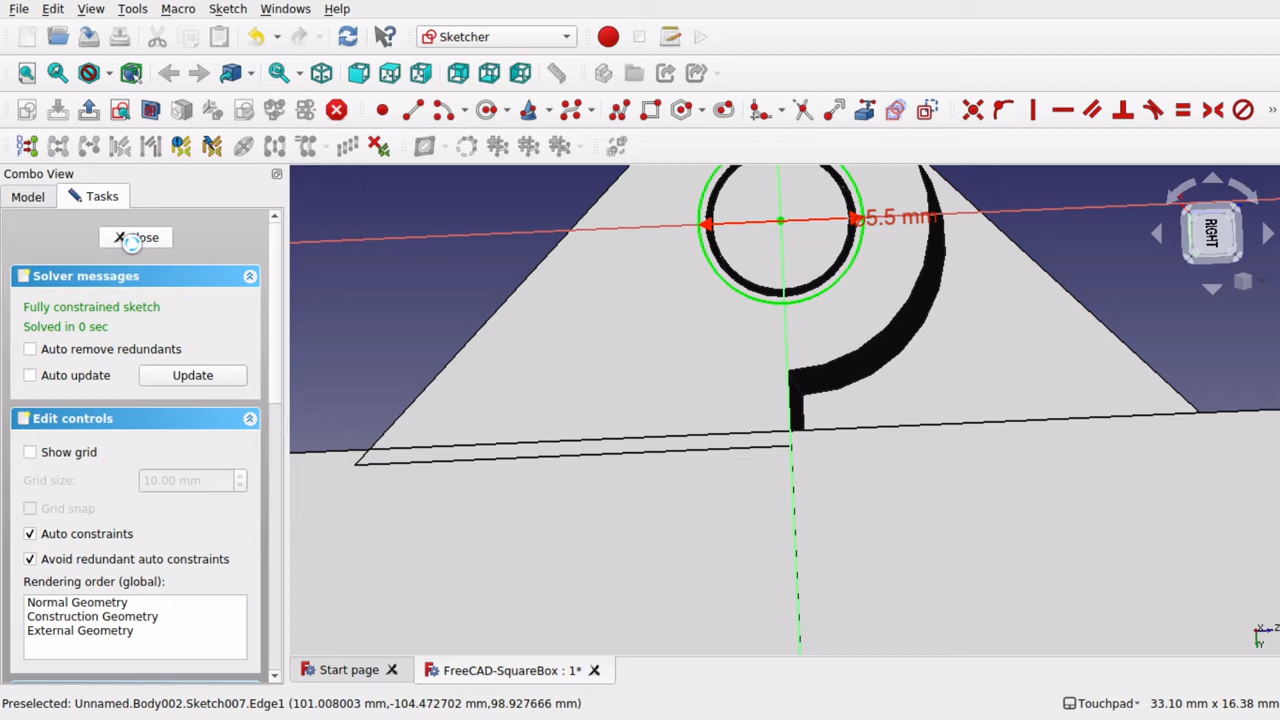 File Edit View Tools Macro Sketch Windows Help
Sketcher
Combo View
Model Tasks
Close
Solver messages
Fully constrained sketch
Solved in 0 sec
Auto remove redundants
Auto update Update
Edit controls
Show grid
Grid size: 10.00 mm
Grid snap
Auto constraints
Avoid redundant auto constraints
Rendering order (global):
Normal Geometry
Construction Geometry
External Geometry
5.5 mm
RIGHT
X Z
Y
Start page FreeCAD-SquareBox : 1*
Preselected: Unnamed.Body002.Sketch007.Edge1 (101.008003 mm,-104.472702 mm,98.927666 mm) Touchpad 33.10 mm x 16.38 mm